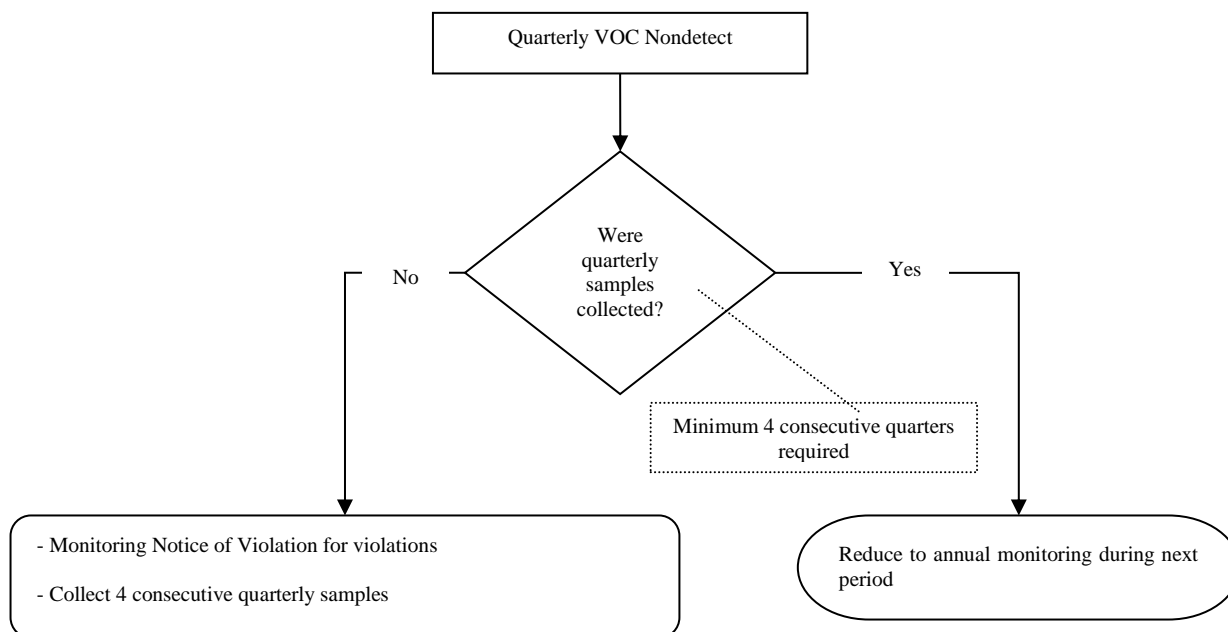 Quarterly VOC Nondetect
Were
quarterly
samples
collected?
No
Yes
Minimum 4 consecutive quarters
required
- Monitoring Notice of Violation for violations
- Collect 4 consecutive quarterly samples
Reduce to annual monitoring during next
period